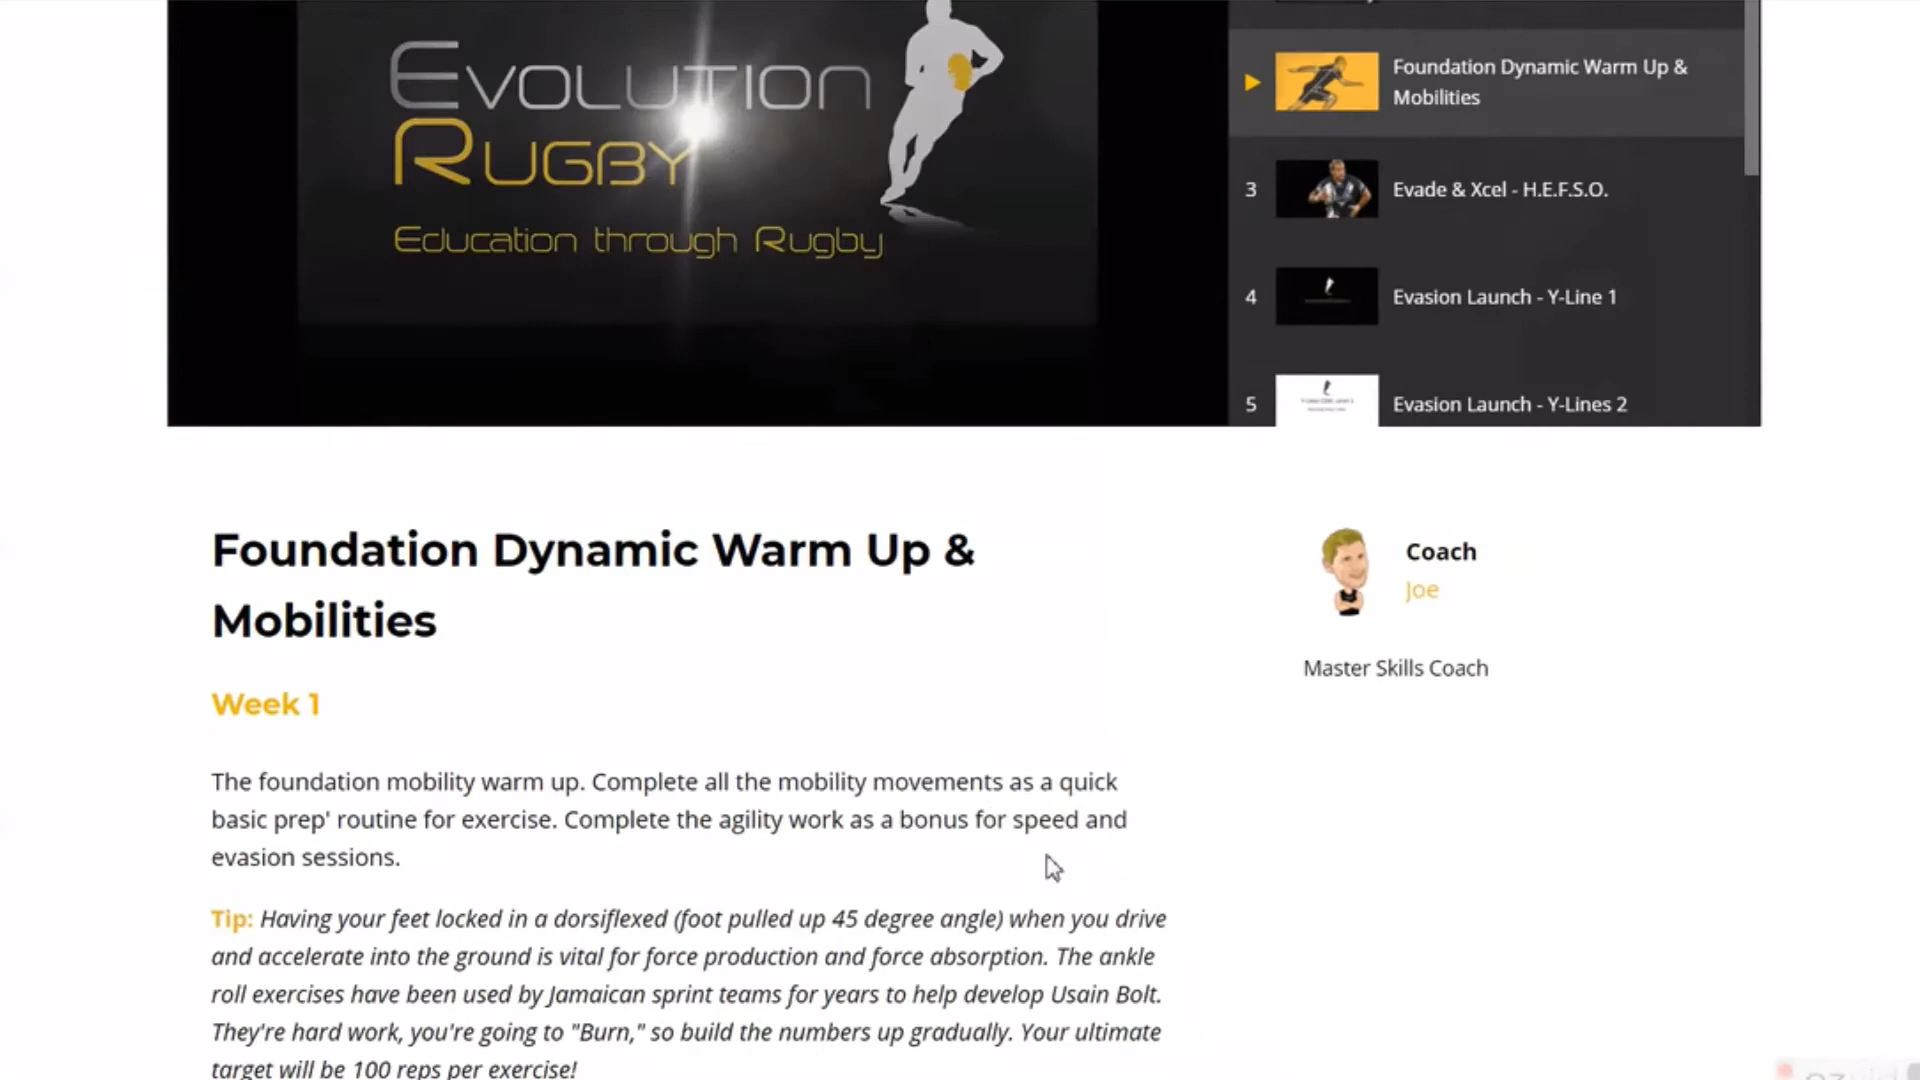 EVOLUTION
RUGBY
Education through Rugby
Foundation Dynamic Warm Up &
Mobilities
3
Evade & Xcel - H.E.F.S.O.
4
Evasion Launch - Y-Line 1
5
Evasion Launch - Y-Lines 2
Foundation Dynamic Warm Up &
Mobilities
Week 1
The foundation mobility warm up. Complete all the mobility movements as a quick
basic prep' routine for exercise. Complete the agility work as a bonus for speed and
evasion sessions.
Tip: Having your feet locked in a dorsiflexed (foot pulled up 45 degree angle) when you drive
and accelerate into the ground is vital for force production and force absorption. The ankle
roll exercises have been used by Jamaican sprint teams for years to help develop Usain Bolt.
They're hard work, you're going to "Burn," so build the numbers up gradually. Your ultimate
target will be 100 reps per exercise!
Coach
Joe
Master Skills Coach